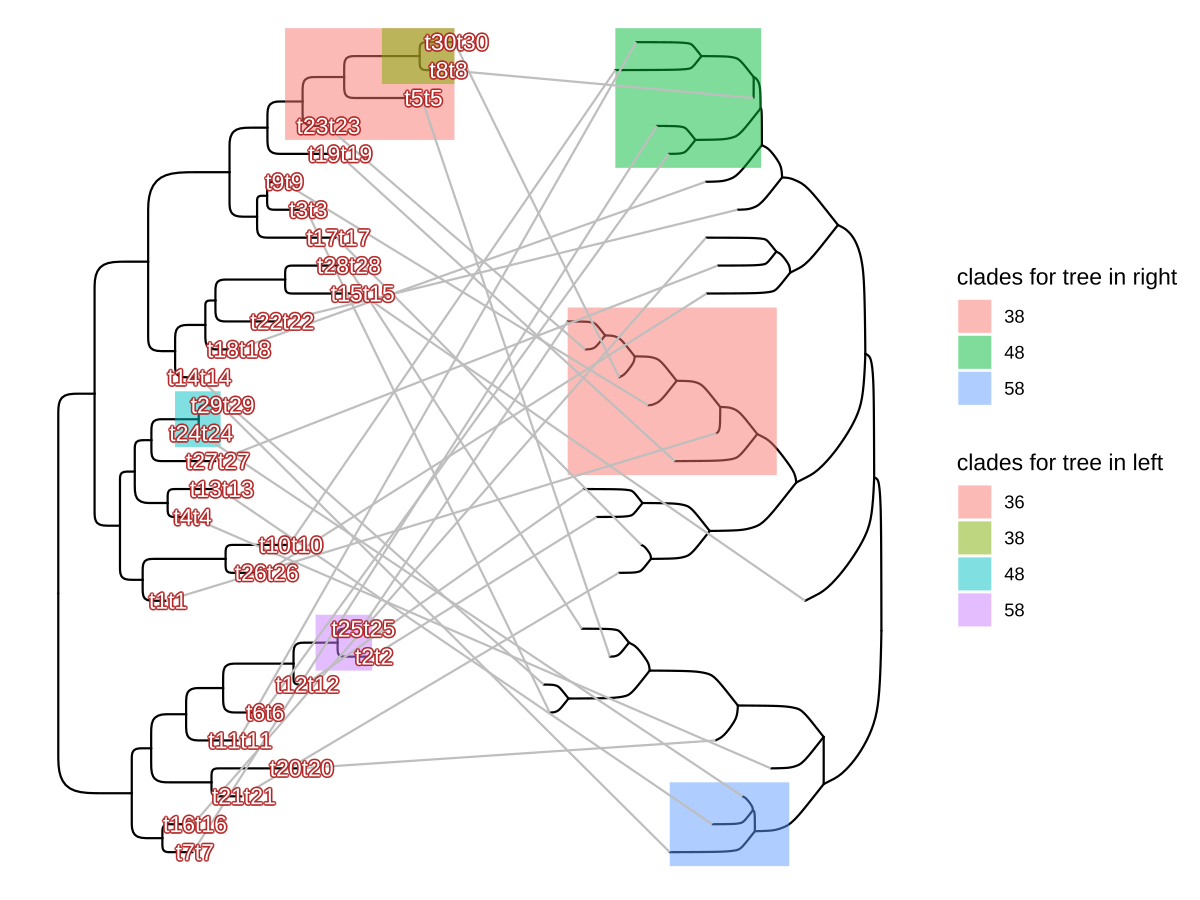 t30t30
t8t8
t5t5
t23t23
t19t19
t9t9
t3t3
t17t17
t28t28
t15t15
t22t22
t18t18
t14t14
t29t29
t24t24
t27t27
t13t13
t4t4
t10t10
t26t26
t1t1
t25t25
t2t2
t12t12
t6t6
t11t11
t20t20
t21t21
t16t16
t7t7
clades for tree in right
38
48
58
clades for tree in left
36
38
48
58